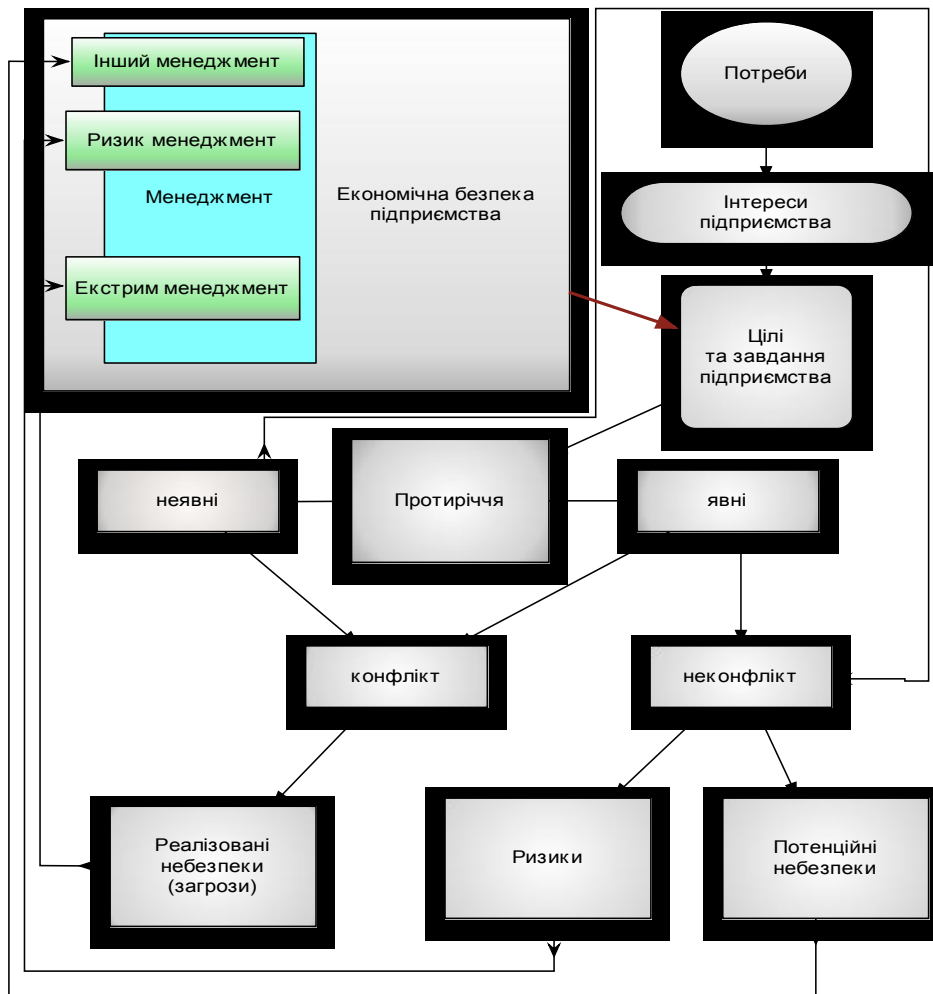 Інший менеджмент
Ризик менеджмент
Менеджмент
Екстрим менеджмент
Економічна безпека
підприємства
Потреби
Інтереси
підприємства
Цілі
та завдання
підприємства
неявні
Протиріччя
явні
конфлікт
неконфлікт
Реалізовані
небезпеки
(загрози)
Ризики
Потенційні
небезпеки